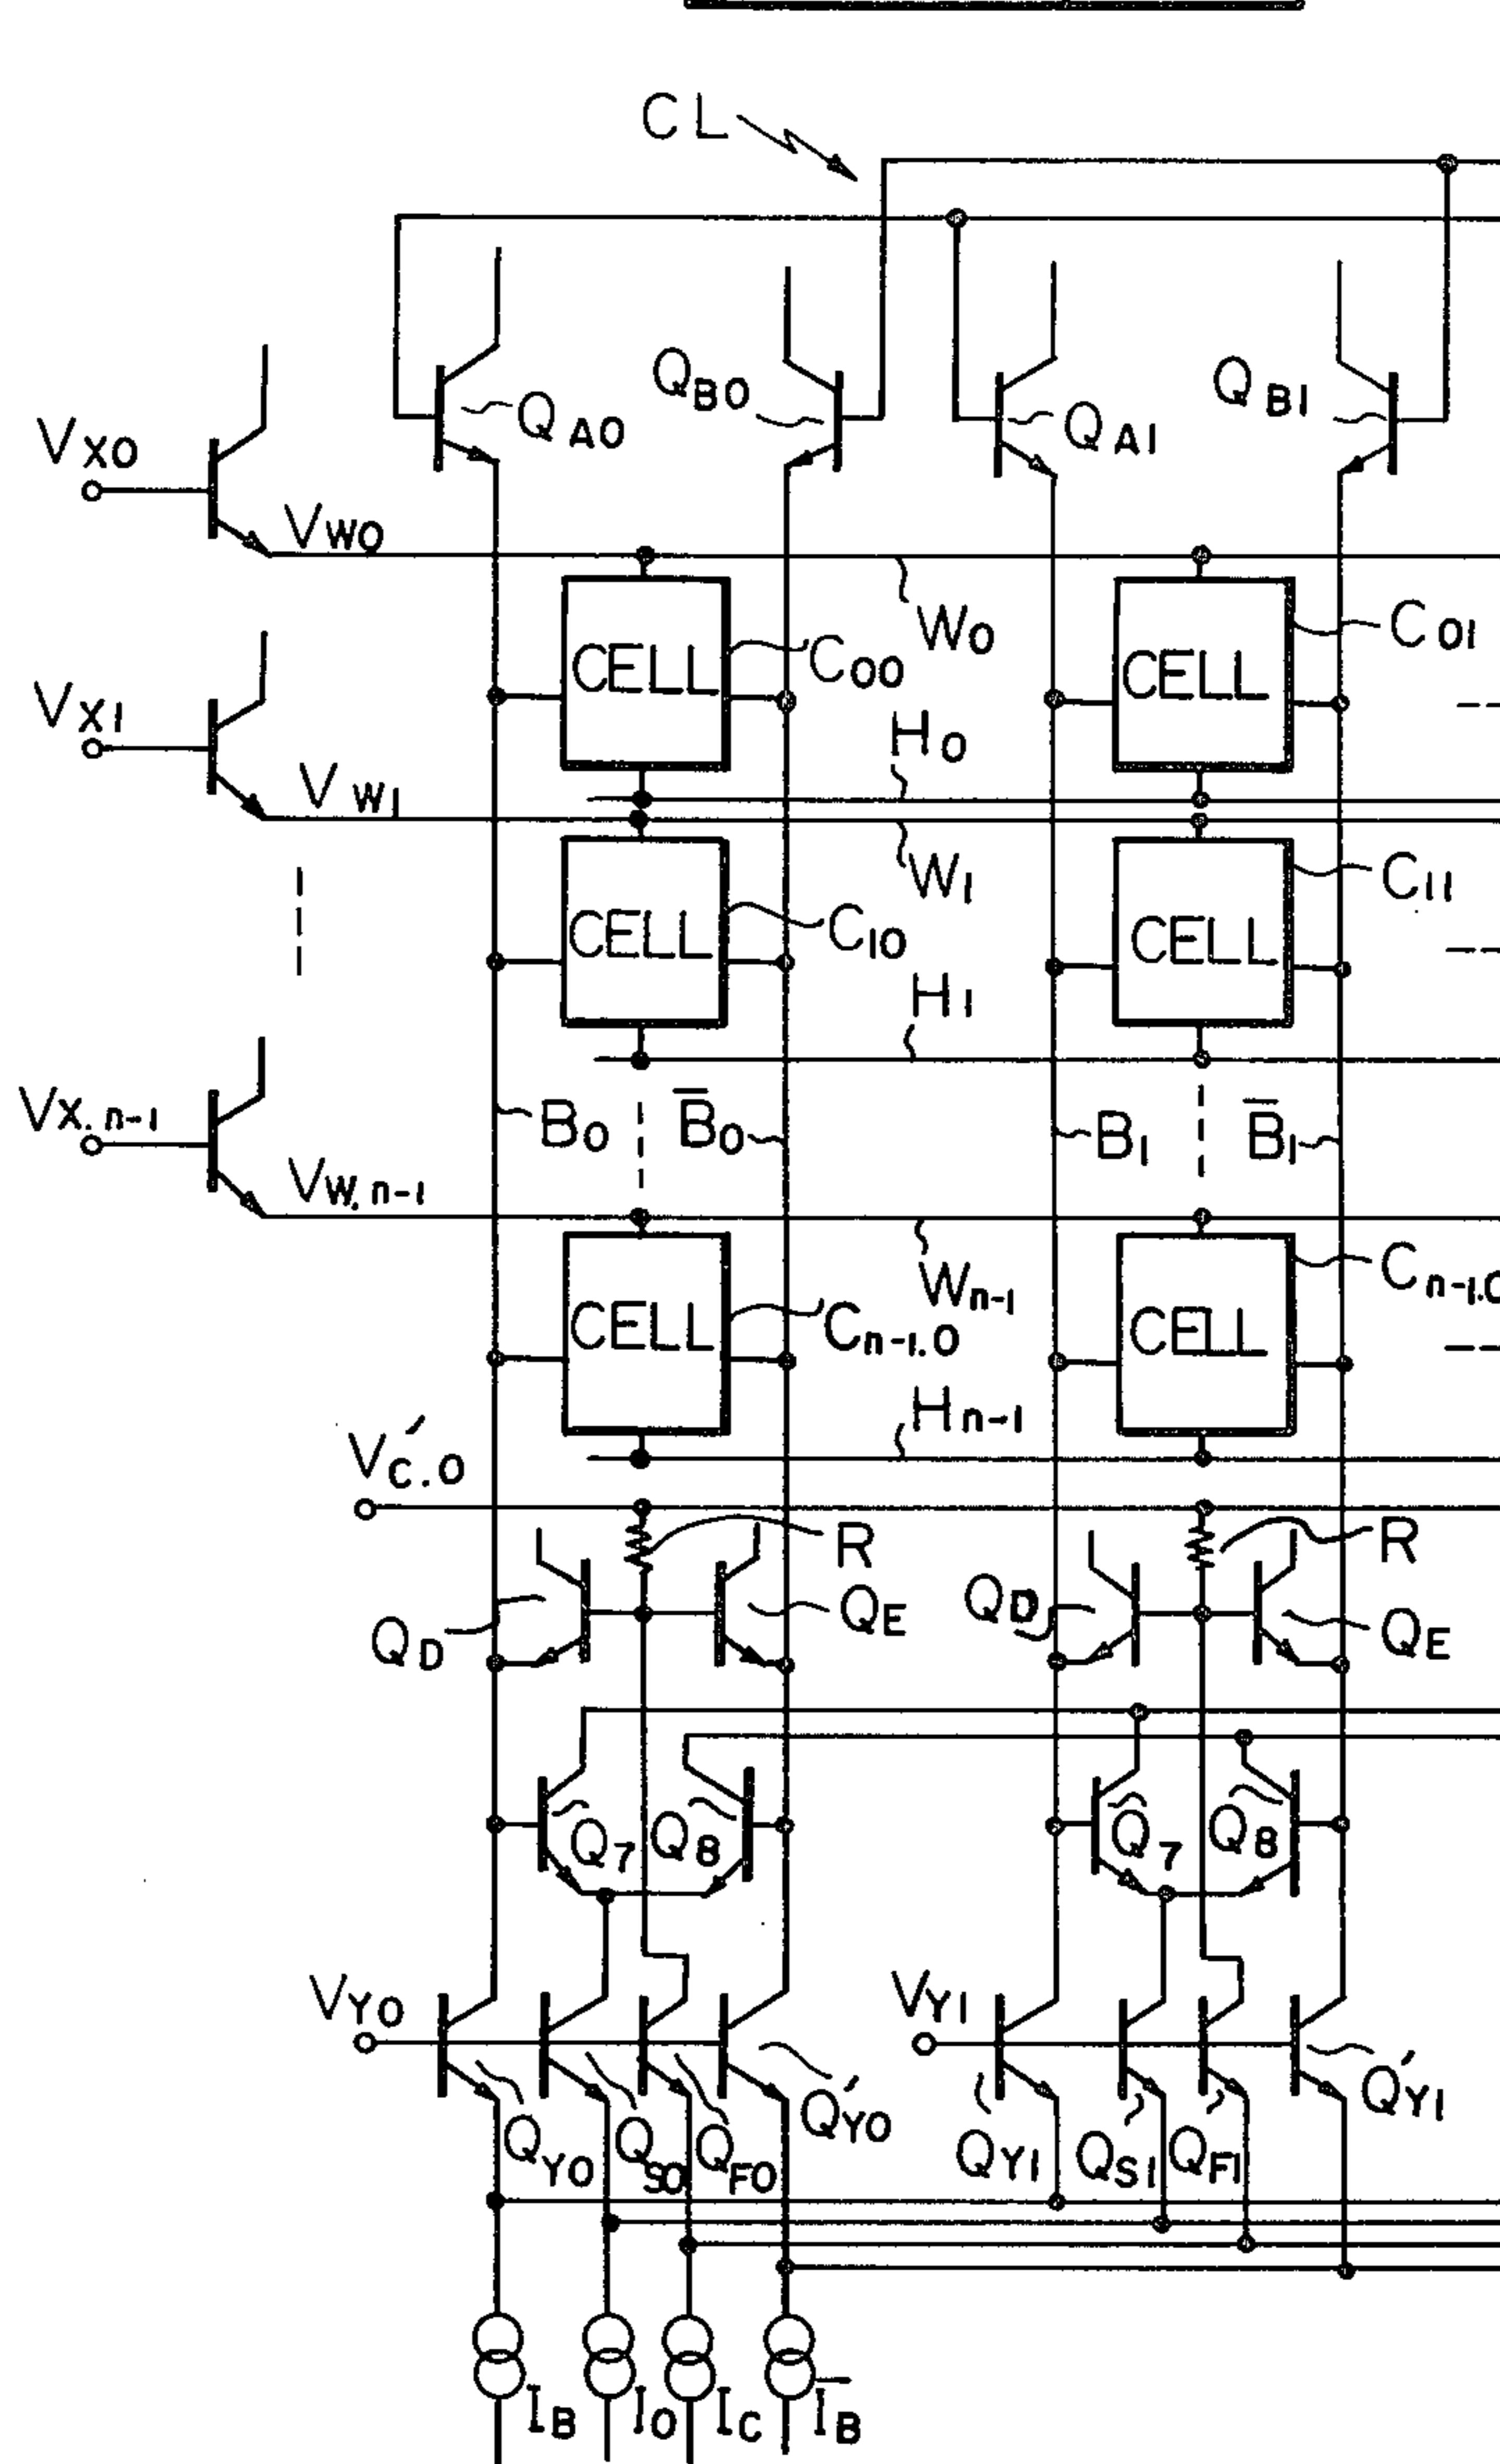 CL
QA0
QB0
QA1
QB1
VX0
VW0
W0
CELL
C00
CELL
C01
VX1
H0
VW1
W1
CELL
C10
CELL
C11
H1
VX.n-1
B0
B̅0
B1
B̅1
VW.n-1
Wn-1
CELL
Cn-1.0
CELL
Cn-1.0
Hn-1
V'C.0
R
R
QD
QE
QD
QE
Q7
Q8
Q7
Q8
VY0
VY1
QY0
QS0
QF0
Q'Y0
QY1
QS1
QF1
Q'Y1
IB
I0
IC
I̅B